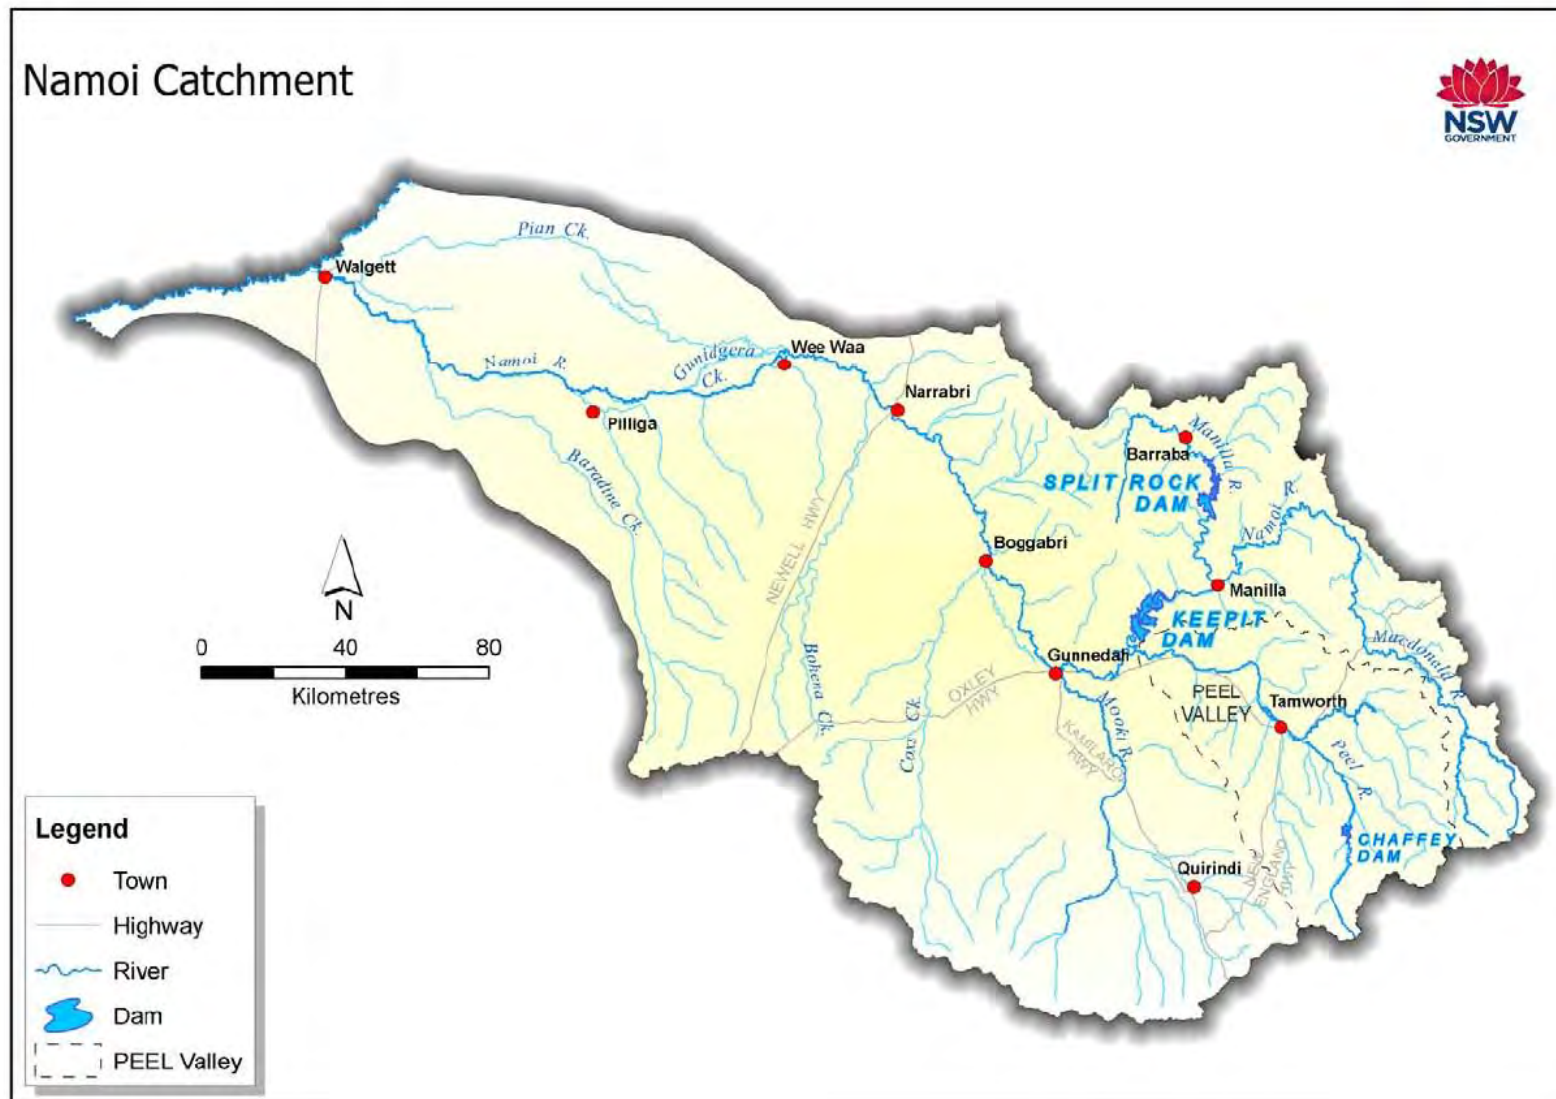 Namoi Catchment
NSW
GOVERNMENT
Pian Ck.
Walgett
Wee Waa
Gunidgera
Ck.
Namoi R.
Narrabri
Pilliga
Barraba
Manilla R.
SPLIT ROCK
DAM
Namoi R.
Baradine Ck.
NEWELL HWY
Boggabri
Manilla
KEEPIT
DAM
Macdonald R.
N
0 40 80
Kilometres
Gunnedah
Bohena Ck.
OXLEY
HWY
Coxs Ck.
Mooki R.
KAMILAROI
HWY
PEEL
VALLEY
Tamworth
Peel R.
CHAFFEY
DAM
Quirindi
NEW
ENGLAND
HWY
Legend
Town
Highway
River
Dam
PEEL Valley